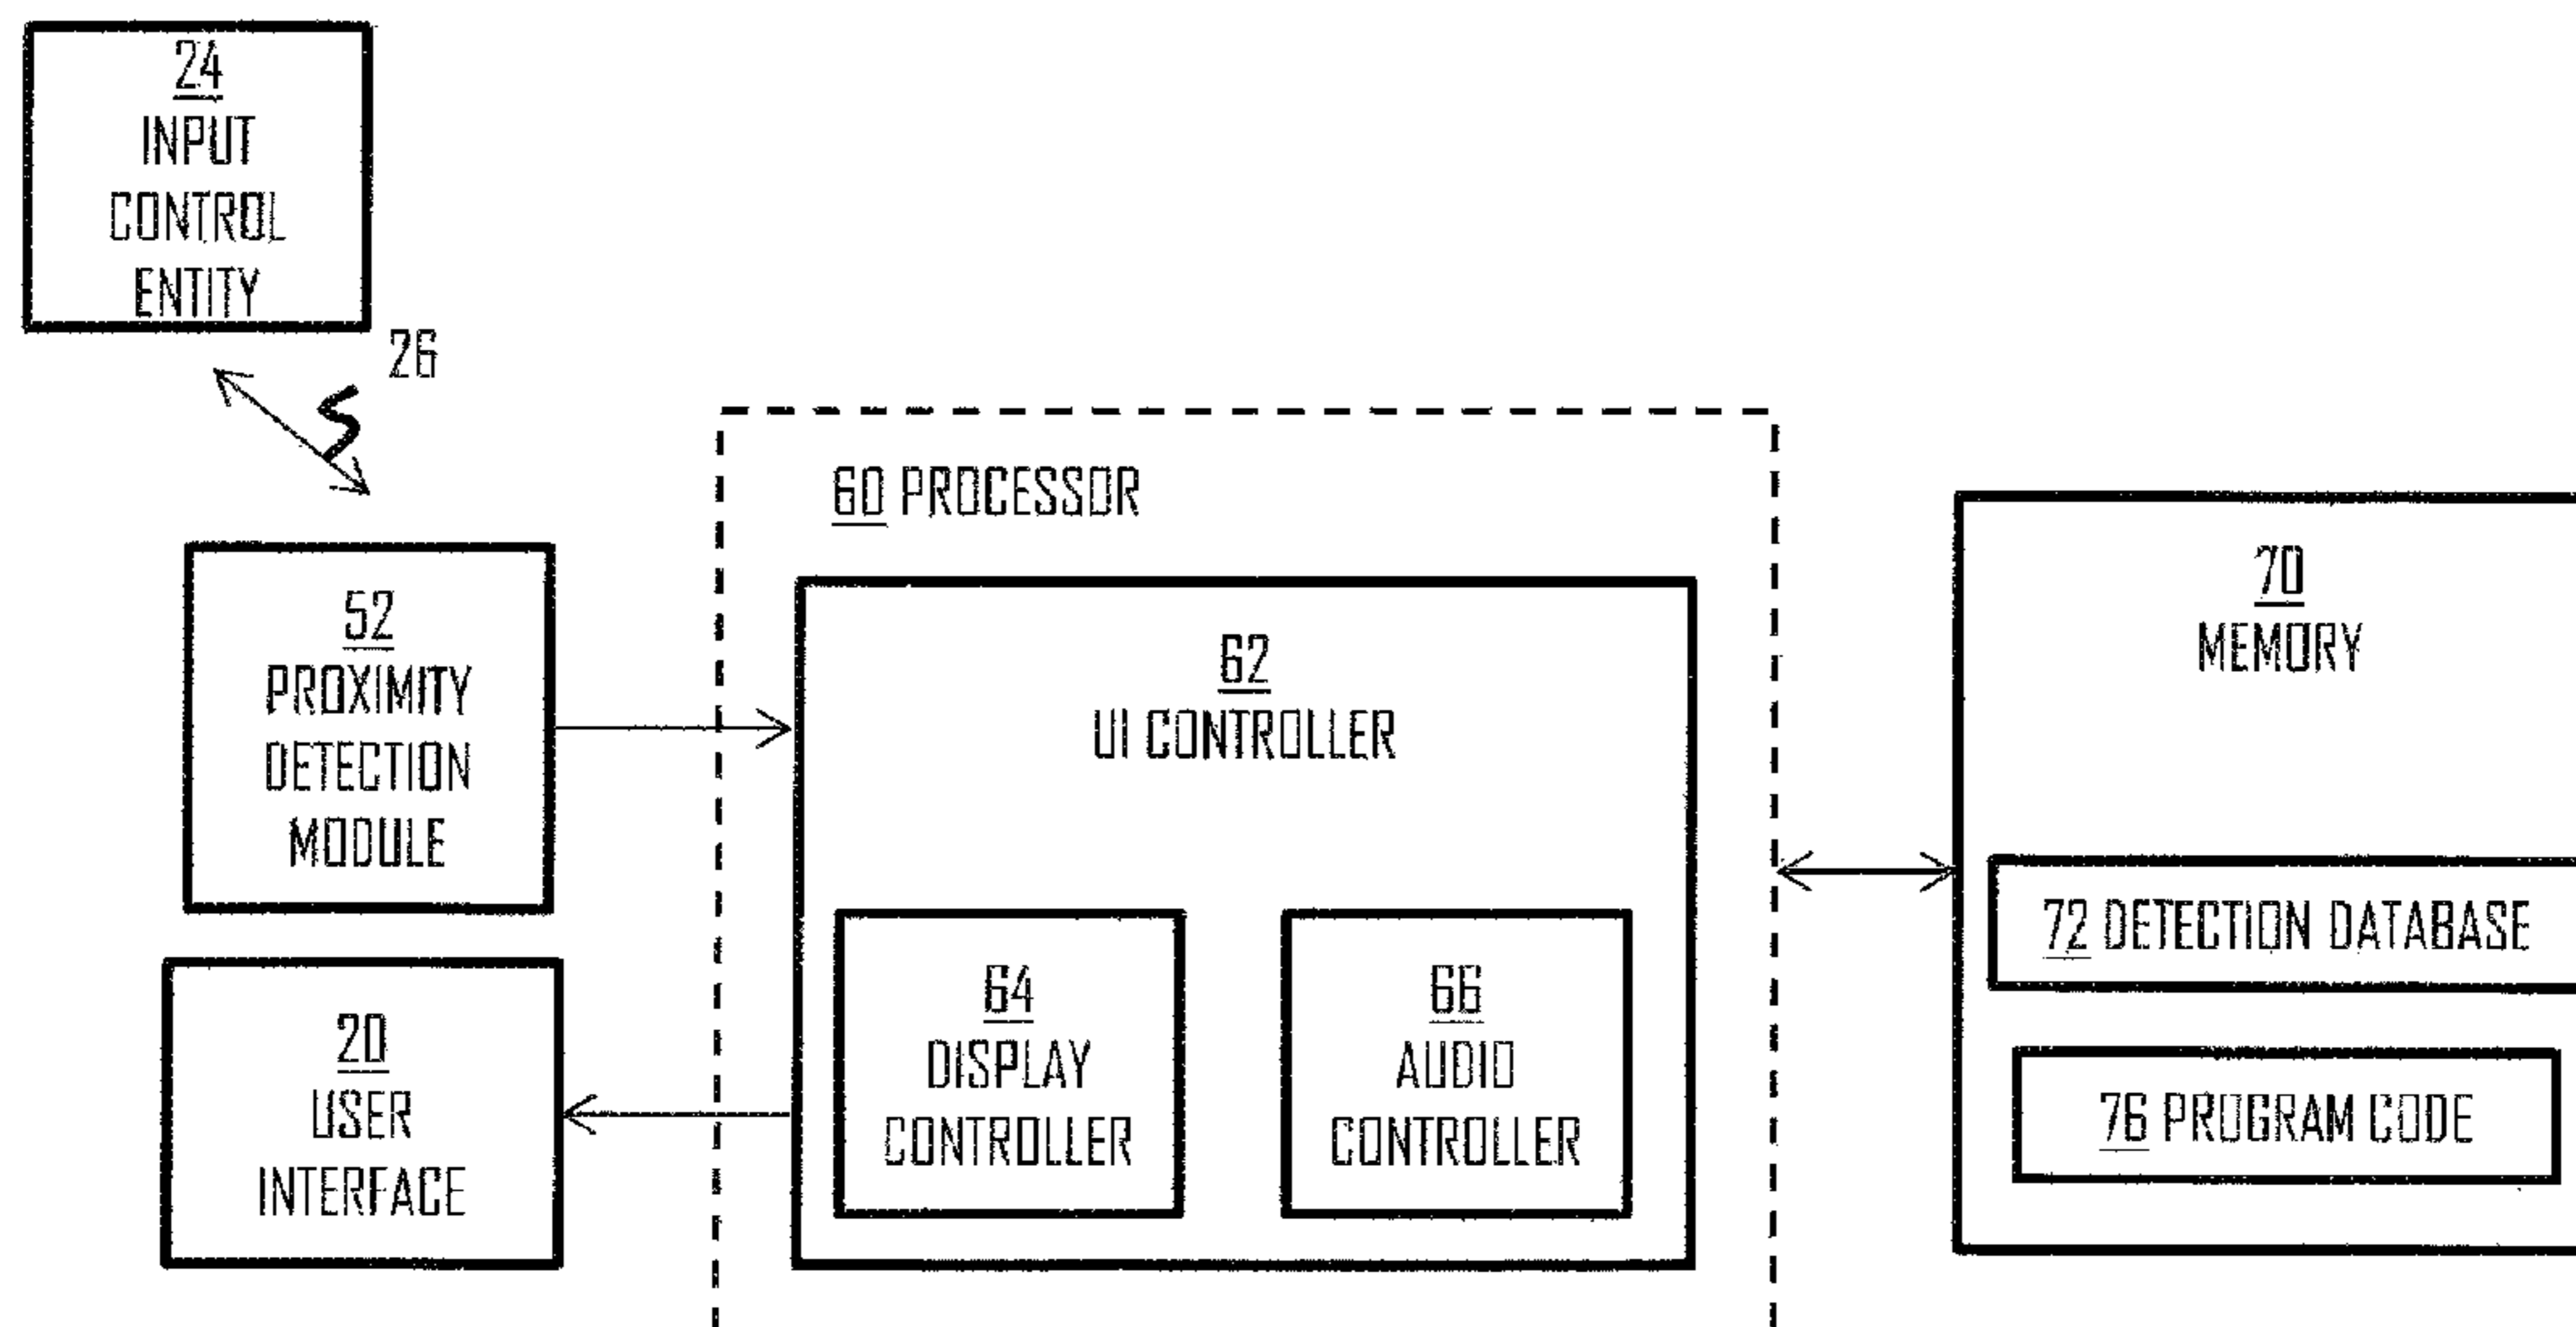 24
INPUT
CONTROL
ENTITY
26
60 PROCESSOR
52
PROXIMITY
DETECTION
MODULE
62
UI CONTROLLER
70
MEMORY
72 DETECTION DATABASE
20
USER
INTERFACE
64
DISPLAY
CONTROLLER
66
AUDIO
CONTROLLER
76 PROGRAM CODE